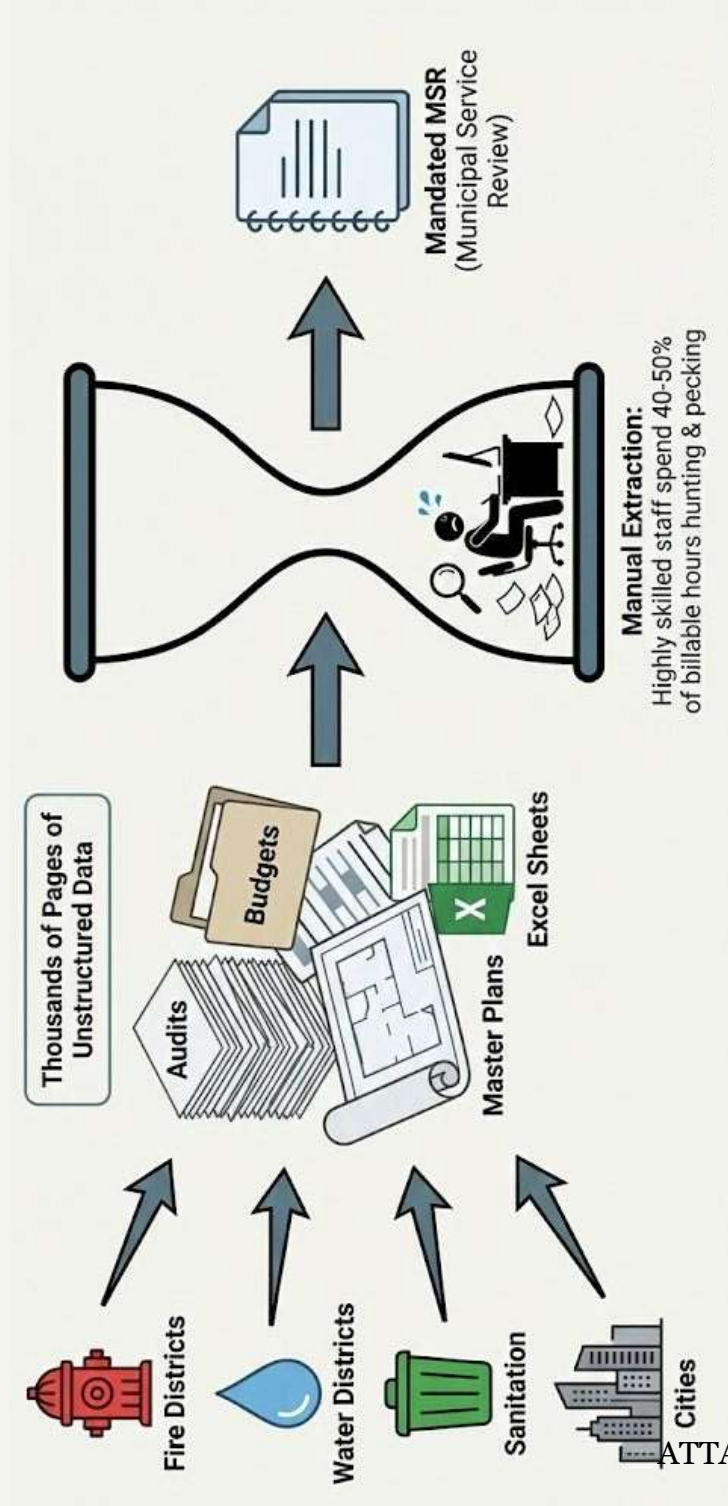 Fire Districts
Water Districts
Sanitation
Cities
Thousands of Pages of
Unstructured Data
Audits
Budgets
Master Plans
X
Excel Sheets
Manual Extraction:
Highly skilled staff spend 40-50%
of billable hours hunting & pecking
Mandated MSR
(Municipal Service
Review)
ATTA